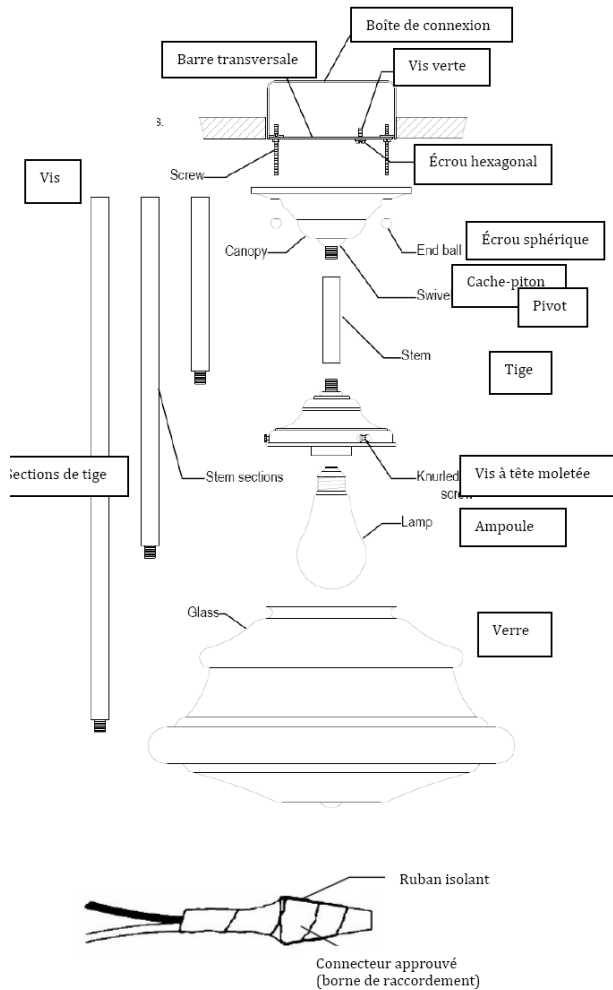 Boîte de connexion
Barre transversale
Vis verte
s.
Écrou hexagonal
Vis
Screw
Canopy
End ball
Écrou sphérique
Swivel
Cache-piton
Pivot
Stem
Tige
Sections de tige
Stem sections
Knurled
screw
Vis à tête moletée
Lamp
Ampoule
Glass
Verre
Ruban isolant
Connecteur approuvé
(borne de raccordement)